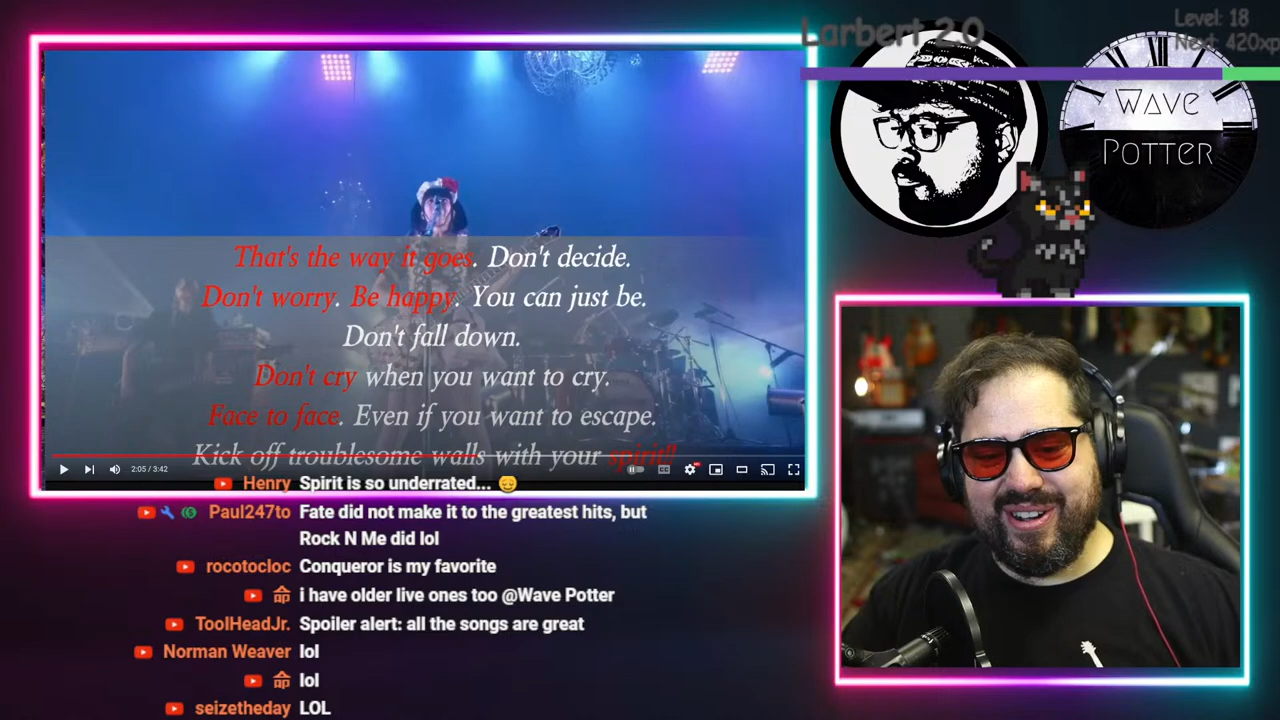 Larbert 2.0
Level: 18
Next: 420xp
WAVE
POTTER
That's the way it goes. Don't decide.
Don't worry. Be happy. You can just be.
Don't fall down.
Don't cry when you want to cry.
Face to face. Even if you want to escape.
Kick off troublesome walls with your spirit!!
2:05 / 3:42
Henry Spirit is so underrated... 😌
Paul247to Fate did not make it to the greatest hits, but
Rock N Me did lol
rocotocloc Conqueror is my favorite
命 i have older live ones too @Wave Potter
ToolHeadJr. Spoiler alert: all the songs are great
Norman Weaver lol
命 lol
seizetheday LOL